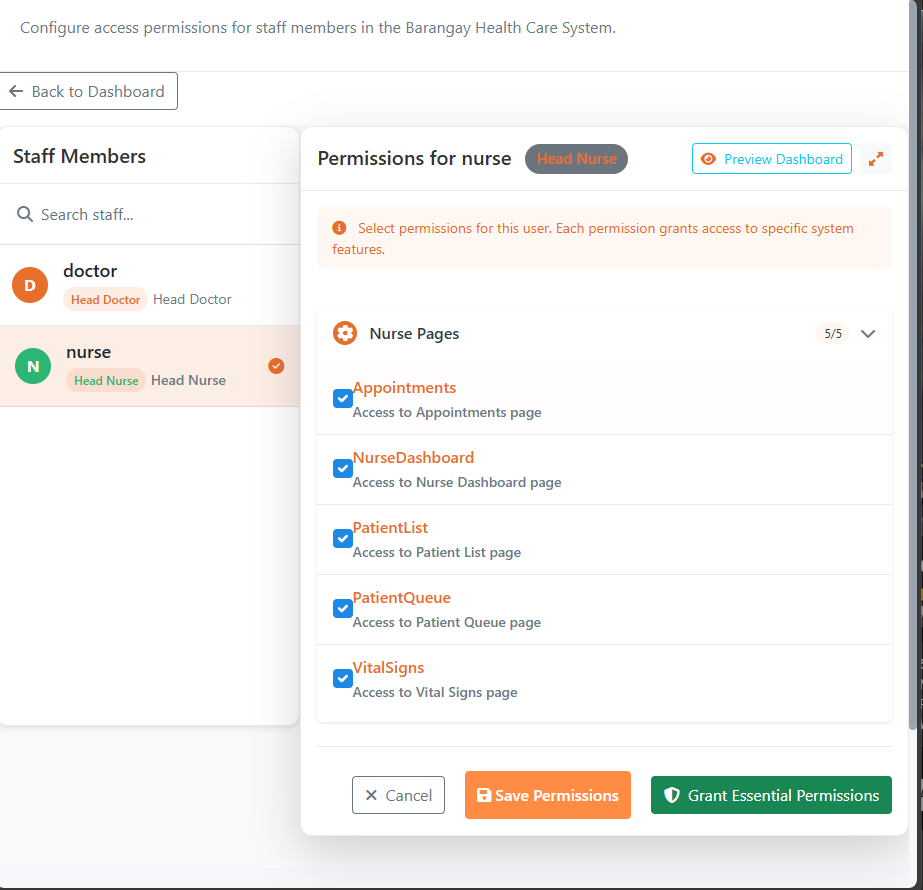 Configure access permissions for staff members in the Barangay Health Care System.
Back to Dashboard
Staff Members
Search staff...
D
doctor
Head Doctor Head Doctor
N
nurse
Head Nurse Head Nurse
Permissions for nurse Head Nurse Preview Dashboard
Select permissions for this user. Each permission grants access to specific system
features.
Nurse Pages 5/5
Appointments
Access to Appointments page
NurseDashboard
Access to Nurse Dashboard page
PatientList
Access to Patient List page
PatientQueue
Access to Patient Queue page
VitalSigns
Access to Vital Signs page
Cancel Save Permissions Grant Essential Permissions